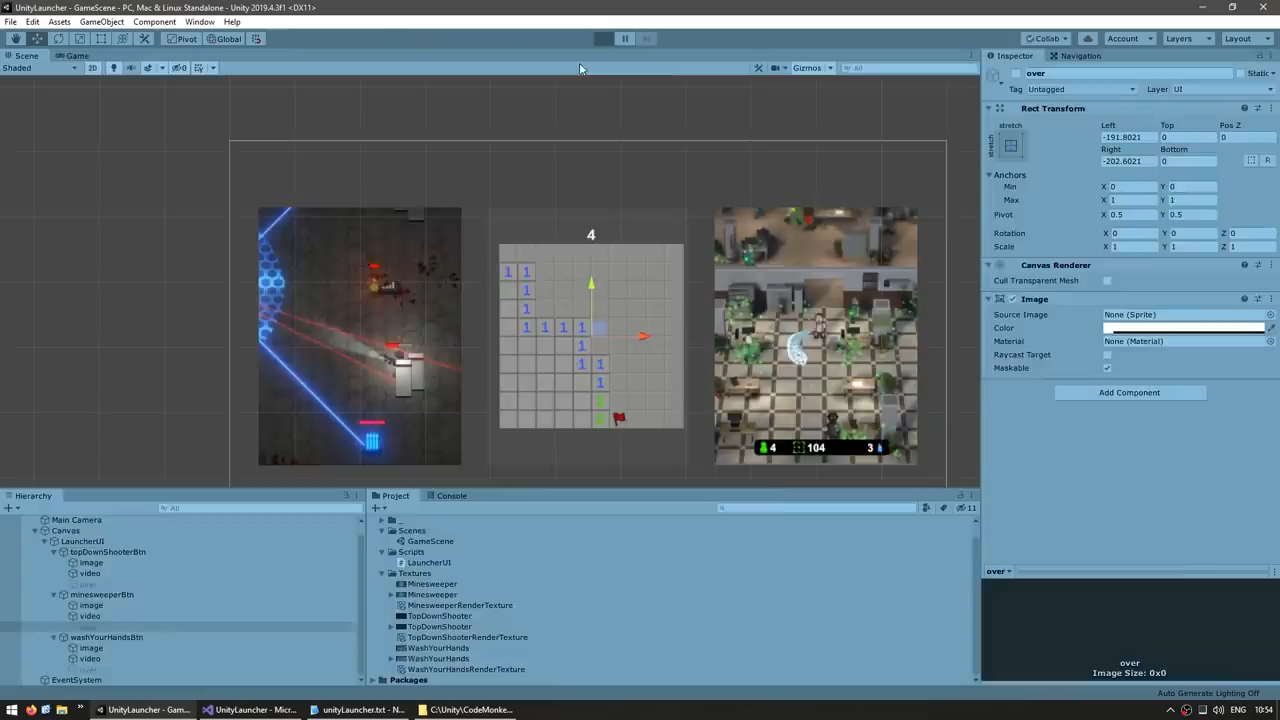 UnityLauncher - GameScene - PC, Mac & Linux Standalone - Unity 2019.4.3f1 <DX11>
File Edit Assets GameObject Component Window Help
Pivot Global Collab Account Layers Layout
Scene Game
Shaded 2D 0 Gizmos All
4
1 1
1
1
1 1 1 1
1
1 1
1
4 104 3
Inspector Navigation
over Static
Tag Untagged Layer UI
Rect Transform
stretch Left Top Pos Z
stretch -191.8021 0 0
Right Bottom
-202.6021 0 R
Anchors
Min X 0 Y 0
Max X 1 Y 1
Pivot X 0.5 Y 0.5
Rotation X 0 Y 0 Z 0
Scale X 1 Y 1 Z 1
Canvas Renderer
Cull Transparent Mesh
Image
Source Image None (Sprite)
Color
Material None (Material)
Raycast Target
Maskable
Add Component
over
over
Image Size: 0x0
Hierarchy
All
Main Camera
Canvas
LauncherUI
topDownShooterBtn
image
video
over
minesweeperBtn
image
video
washYourHandsBtn
image
video
EventSystem
Project Console
11
_
Scenes
GameScene
Scripts
LauncherUI
Textures
Minesweeper
Minesweeper
MinesweeperRenderTexture
TopDownShooter
TopDownShooter
TopDownShooterRenderTexture
WashYourHands
WashYourHands
WashYourHandsRenderTexture
Packages
Auto Generate Lighting Off
UnityLauncher - Gam... UnityLauncher - Micr... unityLauncher.txt - N... C:\Unity\CodeMonke... ENG 10:54